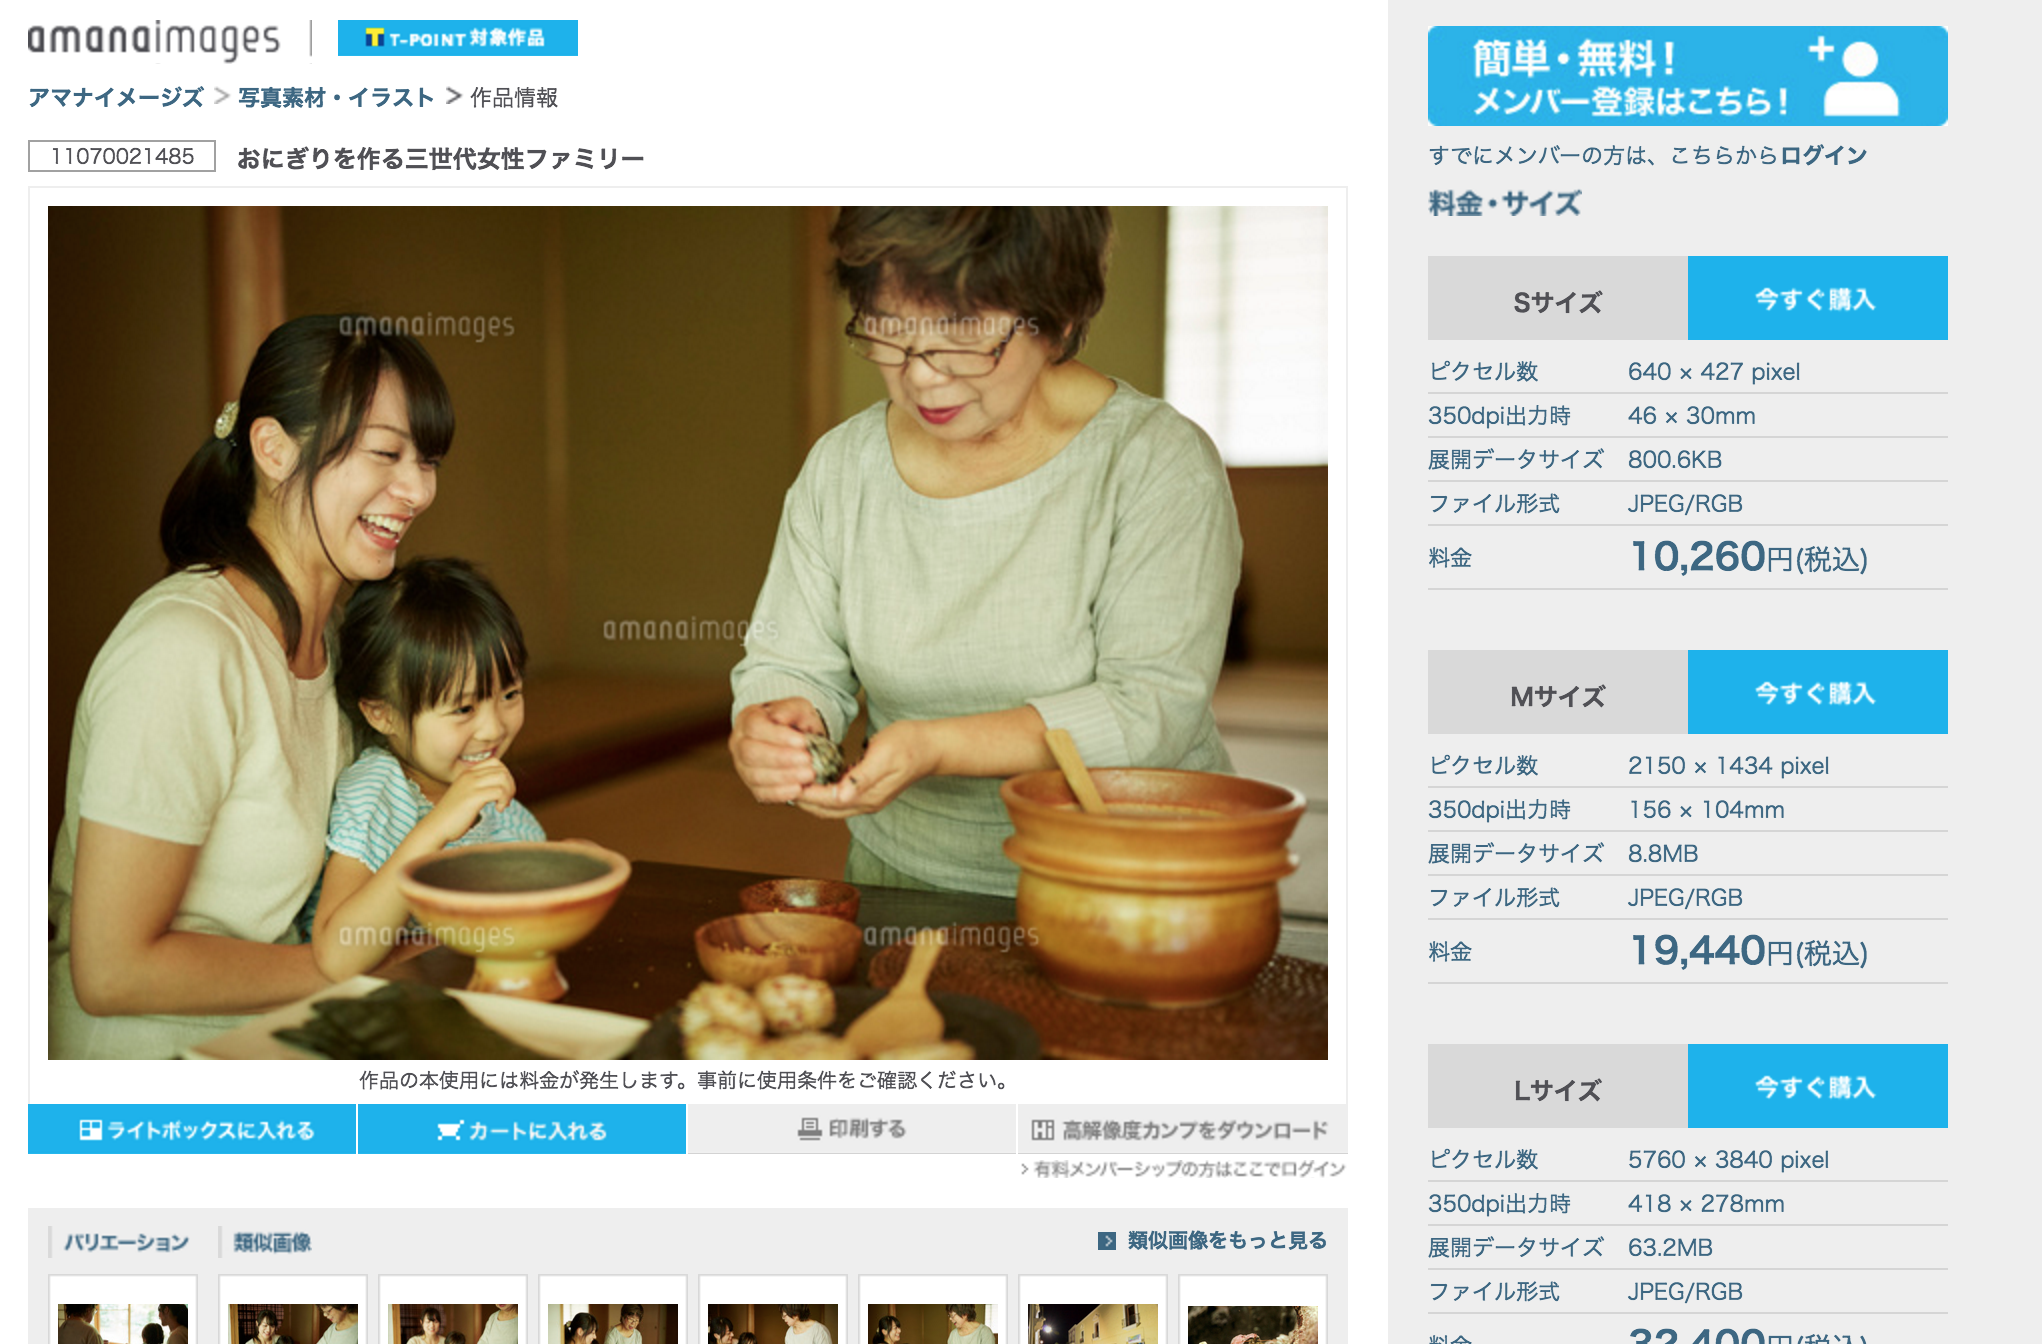 amanaimages
T-POINT 対象作品
アマナイメージズ > 写真素材・イラスト > 作品情報
11070021485 おにぎりを作る三世代女性ファミリー
amanaimages
amanaimages
amanaimages
amanaimages
amanaimages
作品の本使用には料金が発生します。事前に使用条件をご確認ください。
ライトボックスに入れる
カートに入れる
印刷する
高解像度カンプをダウンロード
> 有料メンバーシップの方はここでログイン
バリエーション
類似画像
類似画像をもっと見る
簡単・無料!
メンバー登録はこちら!
すでにメンバーの方は、こちらからログイン
料金・サイズ
Sサイズ 今すぐ購入
ピクセル数 640 × 427 pixel
350dpi出力時 46 × 30mm
展開データサイズ 800.6KB
ファイル形式 JPEG/RGB
料金 10,260円(税込)
Mサイズ 今すぐ購入
ピクセル数 2150 × 1434 pixel
350dpi出力時 156 × 104mm
展開データサイズ 8.8MB
ファイル形式 JPEG/RGB
料金 19,440円(税込)
Lサイズ 今すぐ購入
ピクセル数 5760 × 3840 pixel
350dpi出力時 418 × 278mm
展開データサイズ 63.2MB
ファイル形式 JPEG/RGB
料金 32,400円(税込)